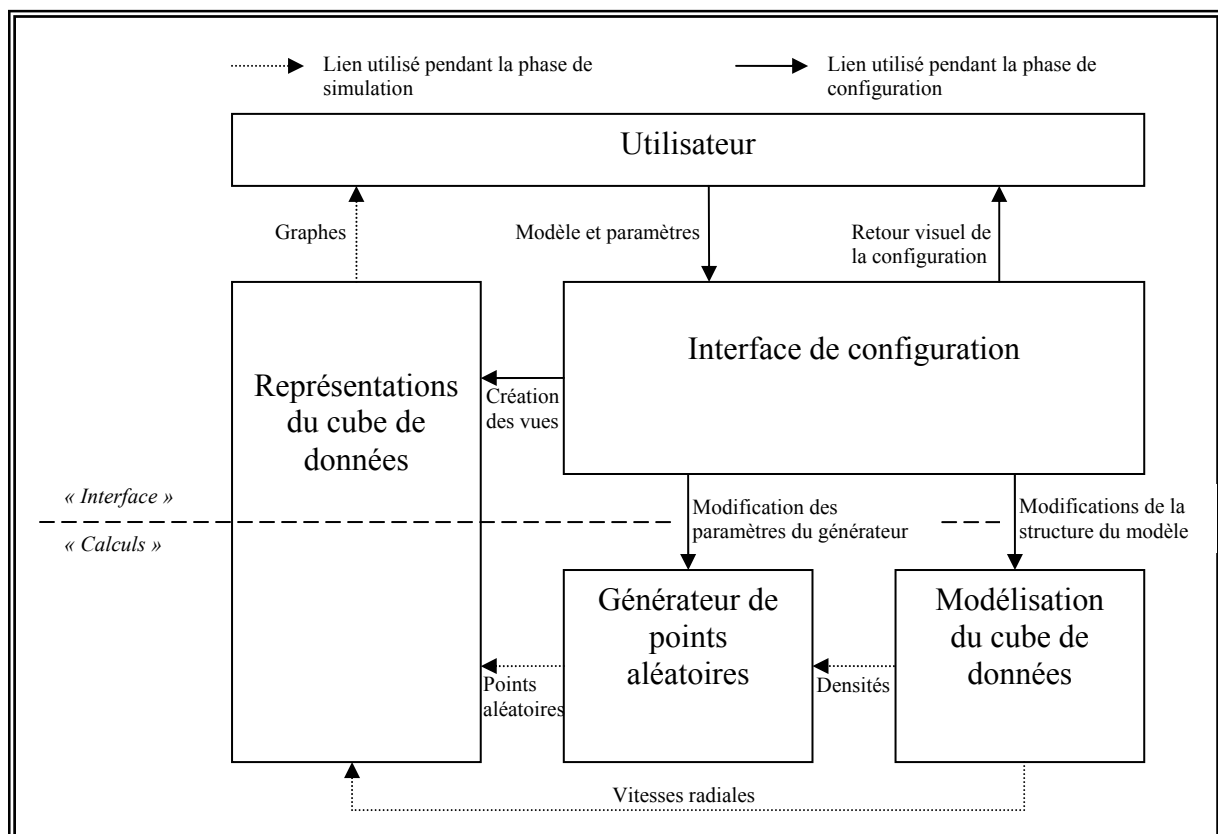 Lien utilisé pendant la phase de
simulation
Lien utilisé pendant la phase de
configuration
Utilisateur
Graphes
Modèle et paramètres
Retour visuel de
la configuration
Interface de configuration
Représentations
du cube de
données
Création
des vues
« Interface »
« Calculs »
Modification des
paramètres du générateur
Modifications de la
structure du modèle
Générateur de
points
aléatoires
Modélisation
du cube de
données
Points
aléatoires
Densités
Vitesses radiales